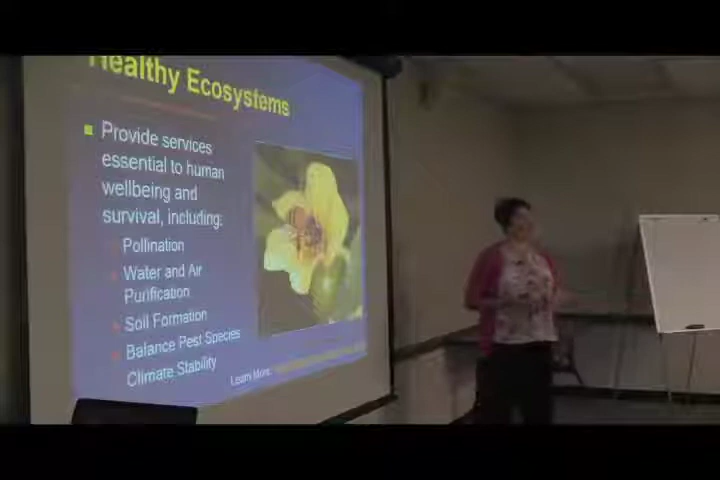 Healthy Ecosystems
Provide services
essential to human
wellbeing and
survival, including:
Pollination
Water and Air
Purification
Soil Formation
Balance Pest Species
Climate Stability
Learn More: